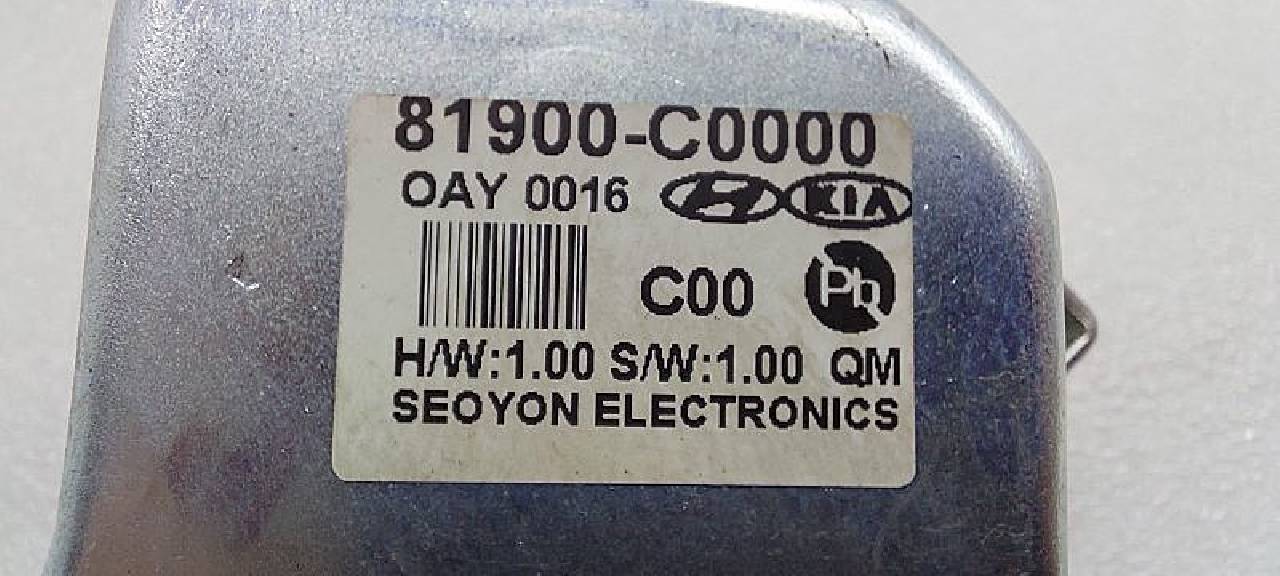 81900-C0000
OAY 0016 H KIA
C00 Pb
H/W:1.00 S/W:1.00 QM
SEOYON ELECTRONICS